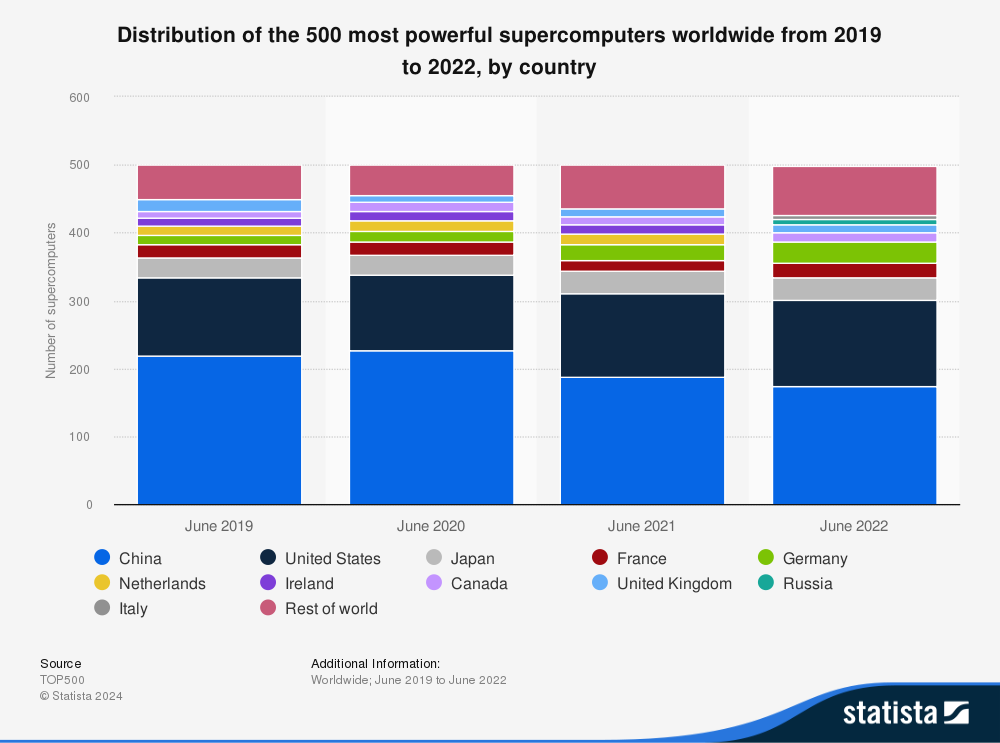 Distribution of the 500 most powerful supercomputers worldwide from 2019
to 2022, by country
Number of supercomputers
600
500
400
300
200
100
0
June 2019 June 2020 June 2021 June 2022
China United States Japan France Germany
Netherlands Ireland Canada United Kingdom Russia
Italy Rest of world
Source
TOP500
© Statista 2024
Additional Information:
Worldwide; June 2019 to June 2022
statista